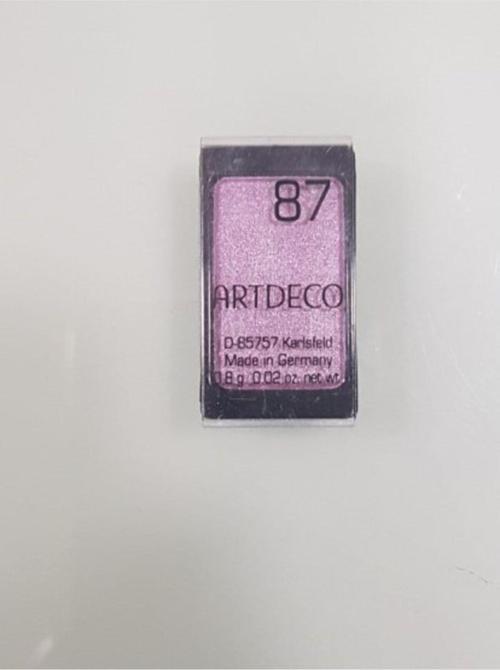 87
ARTDECO
D-85757 Karlsfeld
Made in Germany
0.8 g 0.02 oz. net wt.